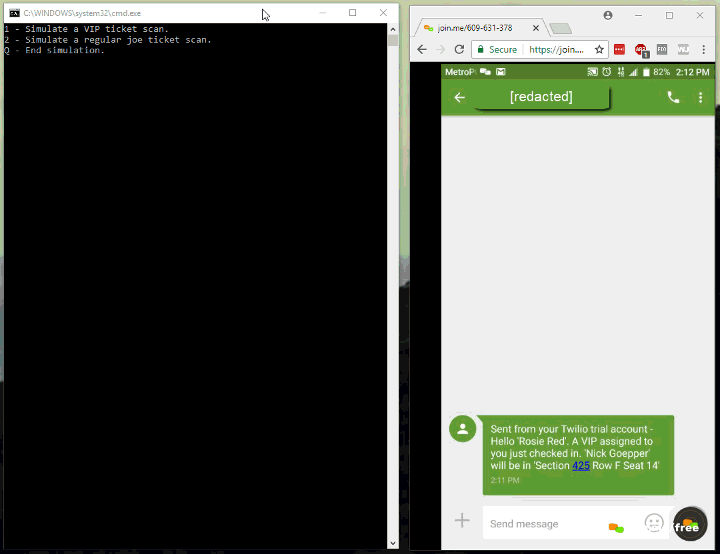 C:\WINDOWS\system32\cmd.exe
1 - Simulate a VIP ticket scan.
2 - Simulate a regular joe ticket scan.
Q - End simulation.
join.me/609-631-378
Secure
https://join....
1
MetroP
82%
2:12 PM
[redacted]
Sent from your Twilio trial account -
Hello 'Rosie Red'. A VIP assigned to
you just checked in. 'Nick Goepper'
will be in 'Section 425 Row F Seat 14'
2:11 PM
Send message
free